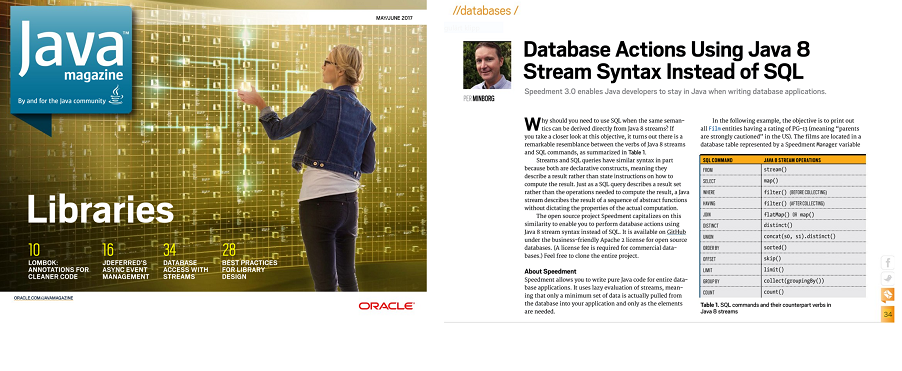 MAY/JUNE 2017
Java™
magazine
By and for the Java community
Libraries
10
LOMBOK:
ANNOTATIONS FOR
CLEANER CODE
16
JDEFERRED'S
ASYNC EVENT
MANAGEMENT
34
DATABASE
ACCESS WITH
STREAMS
28
BEST PRACTICES
FOR LIBRARY
DESIGN
ORACLE.COM/JAVAMAGAZINE
ORACLE
//databases /
Database Actions Using Java 8
Stream Syntax Instead of SQL
Speedment 3.0 enables Java developers to stay in Java when writing database applications.
PER MINBORG
Why should you need to use SQL when the same seman-
tics can be derived directly from Java 8 streams? If
you take a closer look at this objective, it turns out there is a
remarkable resemblance between the verbs of Java 8 streams
and SQL commands, as summarized in Table 1.
Streams and SQL queries have similar syntax in part
because both are declarative constructs, meaning they
describe a result rather than state instructions on how to
compute the result. Just as a SQL query describes a result set
rather than the operations needed to compute the result, a Java
stream describes the result of a sequence of abstract functions
without dictating the properties of the actual computation.
The open source project Speedment capitalizes on this
similarity to enable you to perform database actions using
Java 8 stream syntax instead of SQL. It is available on GitHub
under the business-friendly Apache 2 license for open source
databases. (A license fee is required for commercial data-
bases.) Feel free to clone the entire project.
About Speedment
Speedment allows you to write pure Java code for entire data-
base applications. It uses lazy evaluation of streams, mean-
ing that only a minimum set of data is actually pulled from
the database into your application and only as the elements
are needed.
In the following example, the objective is to print out
all Film entities having a rating of PG-13 (meaning "parents
are strongly cautioned" in the US). The films are located in a
database table represented by a Speedment Manager variable
SQL COMMAND JAVA 8 STREAM OPERATIONS
FROM stream()
SELECT map()
WHERE filter() (BEFORE COLLECTING)
HAVING filter() (AFTER COLLECTING)
JOIN flatMap() OR map()
DISTINCT distinct()
UNION concat(s0, s1).distinct()
ORDER BY sorted()
OFFSET skip()
LIMIT limit()
GROUP BY collect(groupingBy())
COUNT count()
Table 1. SQL commands and their counterpart verbs in
Java 8 streams
34